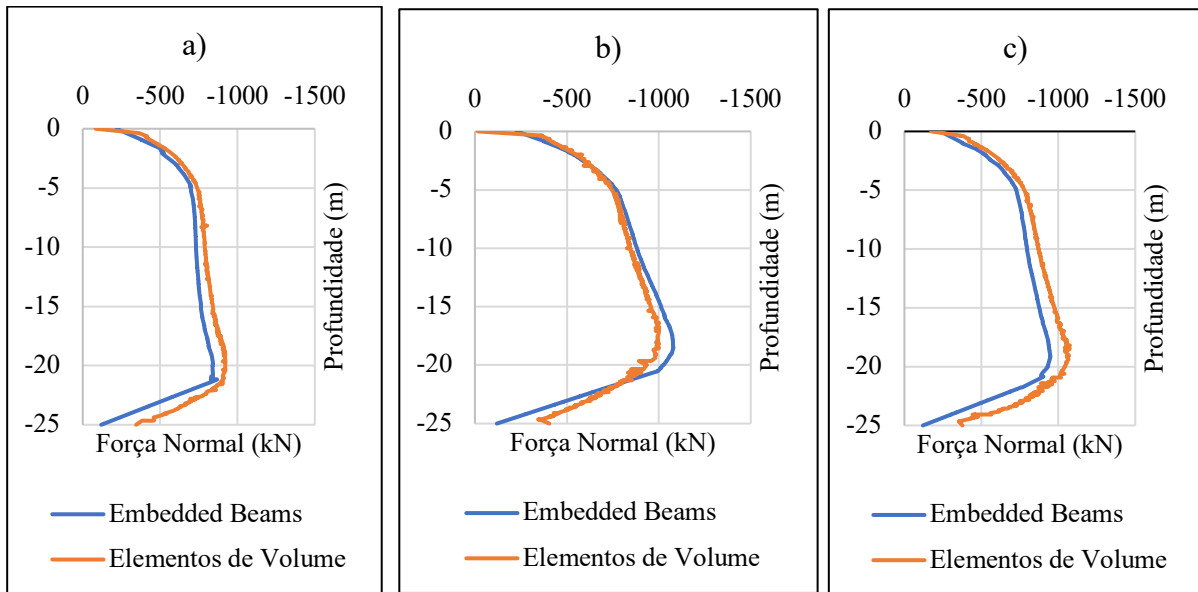 a)
0 -500 -1000 -1500
0
-5
-10
-15
-20
-25
Profundidade (m)
Força Normal (kN)
Embedded Beams
Elementos de Volume
b)
0 -500 -1000 -1500
0
-5
-10
-15
-20
-25
Profundidade (m)
Força Normal (kN)
Embedded Beams
Elementos de Volume
c)
0 -500 -1000 -1500
0
-5
-10
-15
-20
-25
Profundidade (m)
Força Normal (kN)
Embedded Beams
Elementos de Volume